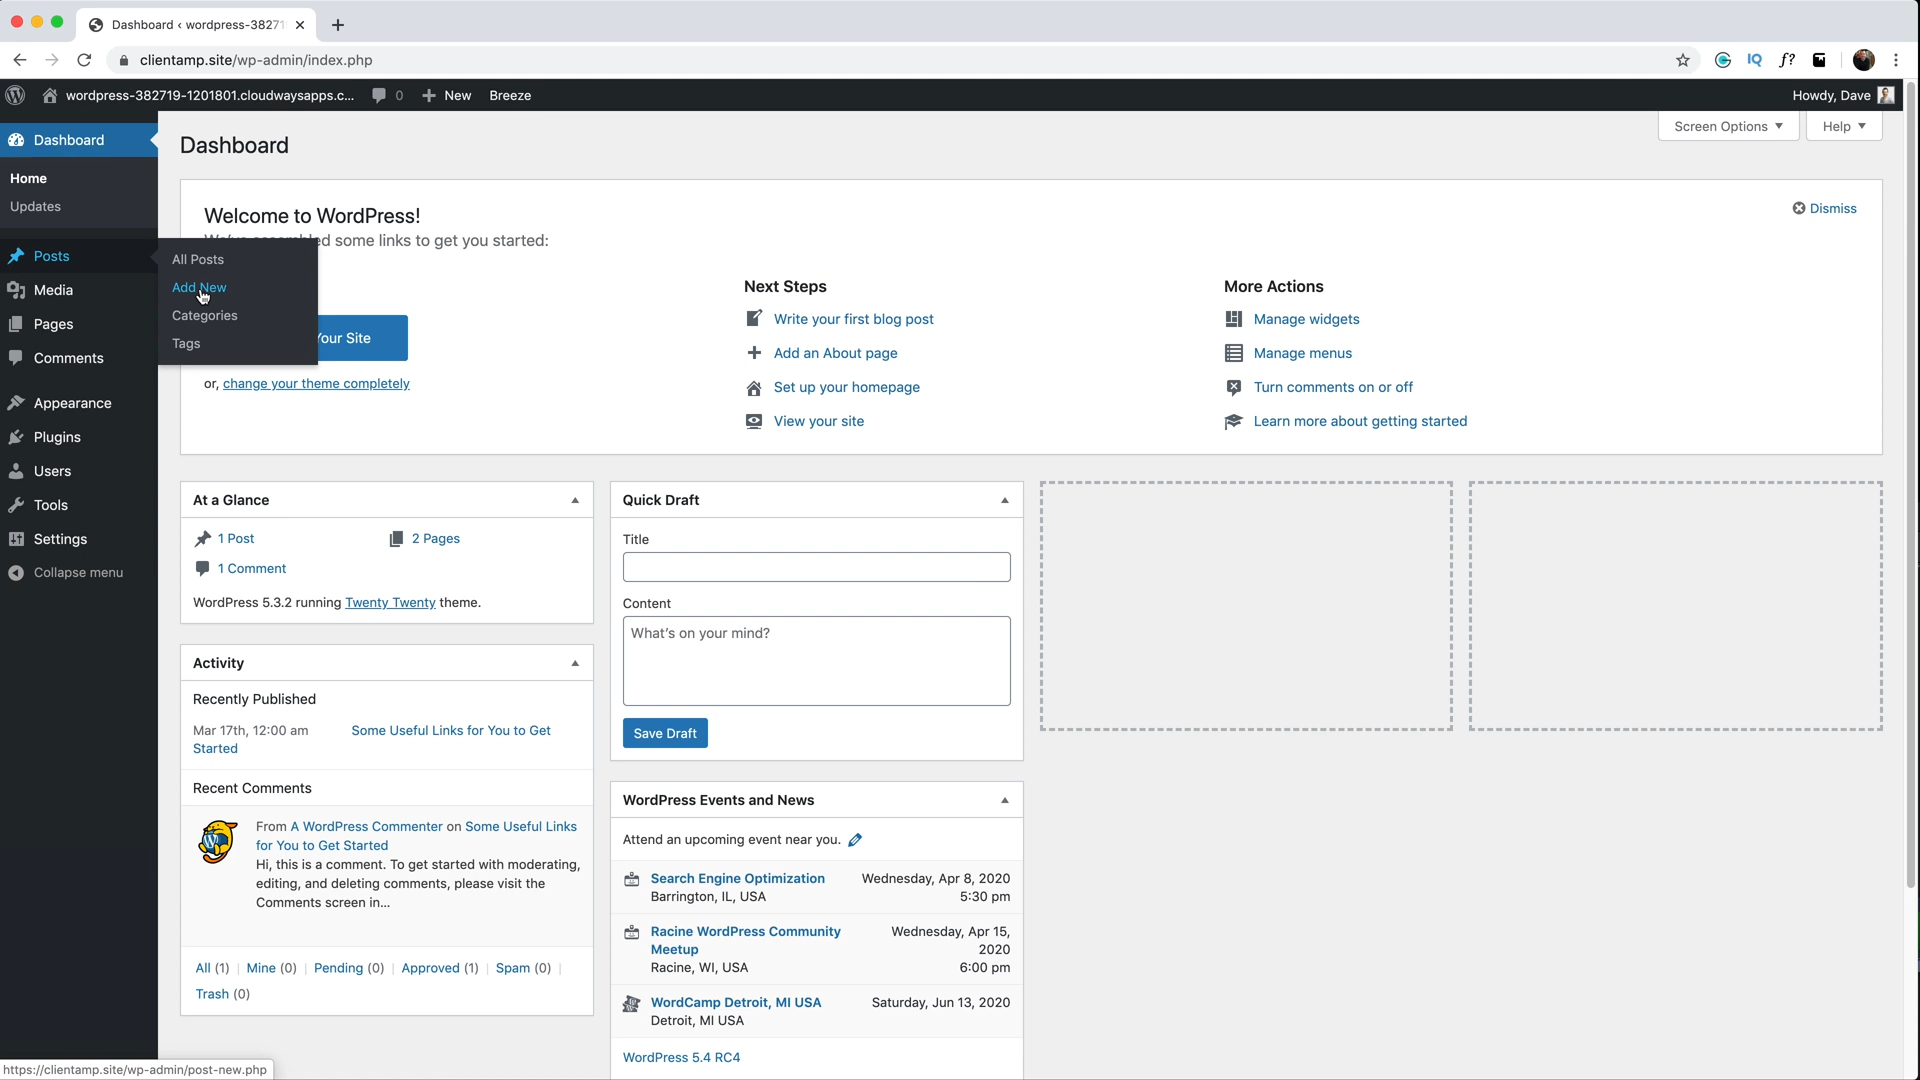 Dashboard ‹ wordpress-38271
clientamp.site/wp-admin/index.php
IQ
f?
wordpress-382719-1201801.cloudwaysapps.c...
0
New
Breeze
Howdy, Dave
Dashboard
Home
Updates
Posts
Media
Pages
Comments
Appearance
Plugins
Users
Tools
Settings
Collapse menu
All Posts
Add New
Categories
Tags
Dashboard
Screen Options
Help
Welcome to WordPress!
some links to get you started:
Dismiss
Your Site
or, change your theme completely
Next Steps
Write your first blog post
Add an About page
Set up your homepage
View your site
More Actions
Manage widgets
Manage menus
Turn comments on or off
Learn more about getting started
At a Glance
1 Post
2 Pages
1 Comment
WordPress 5.3.2 running Twenty Twenty theme.
Activity
Recently Published
Mar 17th, 12:00 am Some Useful Links for You to Get
Started
Recent Comments
From A WordPress Commenter on Some Useful Links
for You to Get Started
Hi, this is a comment. To get started with moderating,
editing, and deleting comments, please visit the
Comments screen in...
All (1) | Mine (0) | Pending (0) | Approved (1) | Spam (0) |
Trash (0)
Quick Draft
Title
Content
What's on your mind?
Save Draft
WordPress Events and News
Attend an upcoming event near you.
Search Engine Optimization Wednesday, Apr 8, 2020
Barrington, IL, USA 5:30 pm
Racine WordPress Community Wednesday, Apr 15,
Meetup 2020
Racine, WI, USA 6:00 pm
WordCamp Detroit, MI USA Saturday, Jun 13, 2020
Detroit, MI USA
WordPress 5.4 RC4
https://clientamp.site/wp-admin/post-new.php